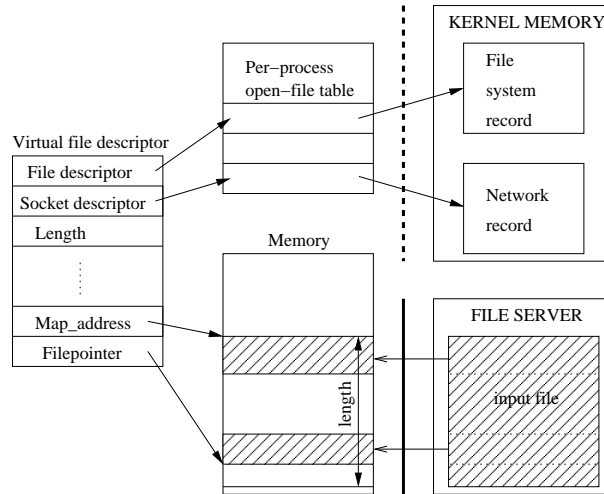 KERNEL MEMORY
Per-process
open-file table
File
system
record
Virtual file descriptor
File descriptor
Socket descriptor
Length
Network
record
Memory
Map_address
Filepointer
length
FILE SERVER
input file